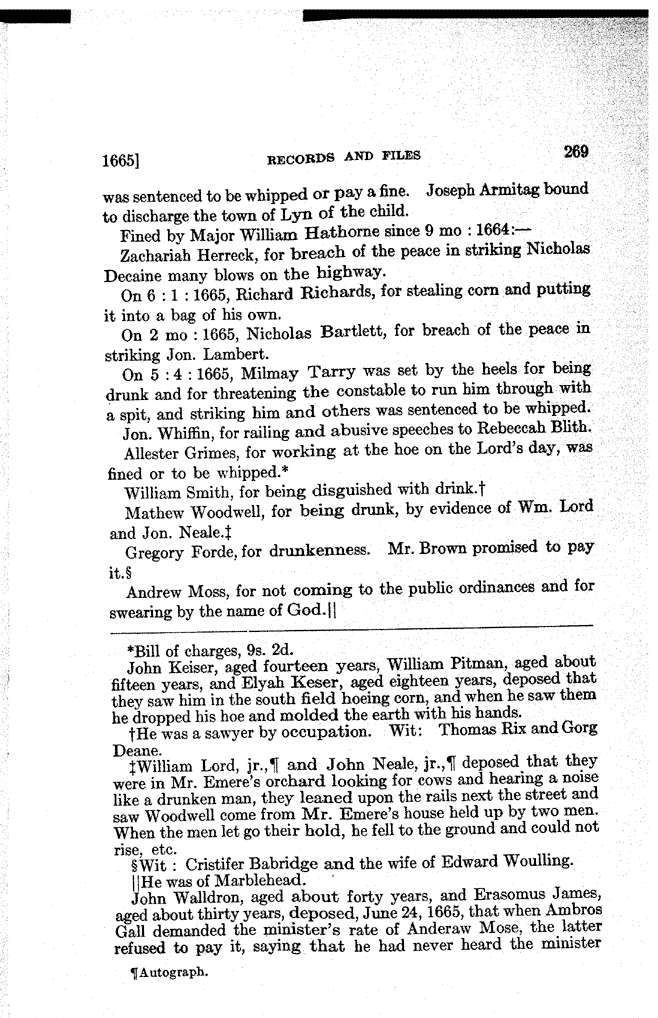 1665] RECORDS AND FILES 269
was sentenced to be whipped or pay a fine. Joseph Armitag bound
to discharge the town of Lyn of the child.
Fined by Major William Hathorne since 9 mo : 1664:—
Zachariah Herreck, for breach of the peace in striking Nicholas
Decaine many blows on the highway.
On 6 : 1 : 1665, Richard Richards, for stealing corn and putting
it into a bag of his own.
On 2 mo : 1665, Nicholas Bartlett, for breach of the peace in
striking Jon. Lambert.
On 5 : 4 : 1665, Milmay Tarry was set by the heels for being
drunk and for threatening the constable to run him through with
a spit, and striking him and others was sentenced to be whipped.
Jon. Whiffin, for railing and abusive speeches to Rebeccah Blith.
Allester Grimes, for working at the hoe on the Lord's day, was
fined or to be whipped.*
William Smith, for being disguished with drink.†
Mathew Woodwell, for being drunk, by evidence of Wm. Lord
and Jon. Neale.‡
Gregory Forde, for drunkenness. Mr. Brown promised to pay
it.§
Andrew Moss, for not coming to the public ordinances and for
swearing by the name of God.||
*Bill of charges, 9s. 2d.
John Keiser, aged fourteen years, William Pitman, aged about
fifteen years, and Elyah Keser, aged eighteen years, deposed that
they saw him in the south field hoeing corn, and when he saw them
he dropped his hoe and molded the earth with his hands.
†He was a sawyer by occupation. Wit: Thomas Rix and Gorg
Deane.
‡William Lord, jr.,¶ and John Neale, jr.,¶ deposed that they
were in Mr. Emere's orchard looking for cows and hearing a noise
like a drunken man, they leaned upon the rails next the street and
saw Woodwell come from Mr. Emere's house held up by two men.
When the men let go their hold, he fell to the ground and could not
rise, etc.
§Wit : Cristifer Babridge and the wife of Edward Woulling.
||He was of Marblehead.
John Walldron, aged about forty years, and Erasomus James,
aged about thirty years, deposed, June 24, 1665, that when Ambros
Gall demanded the minister's rate of Anderaw Mose, the latter
refused to pay it, saying that he had never heard the minister
¶Autograph.